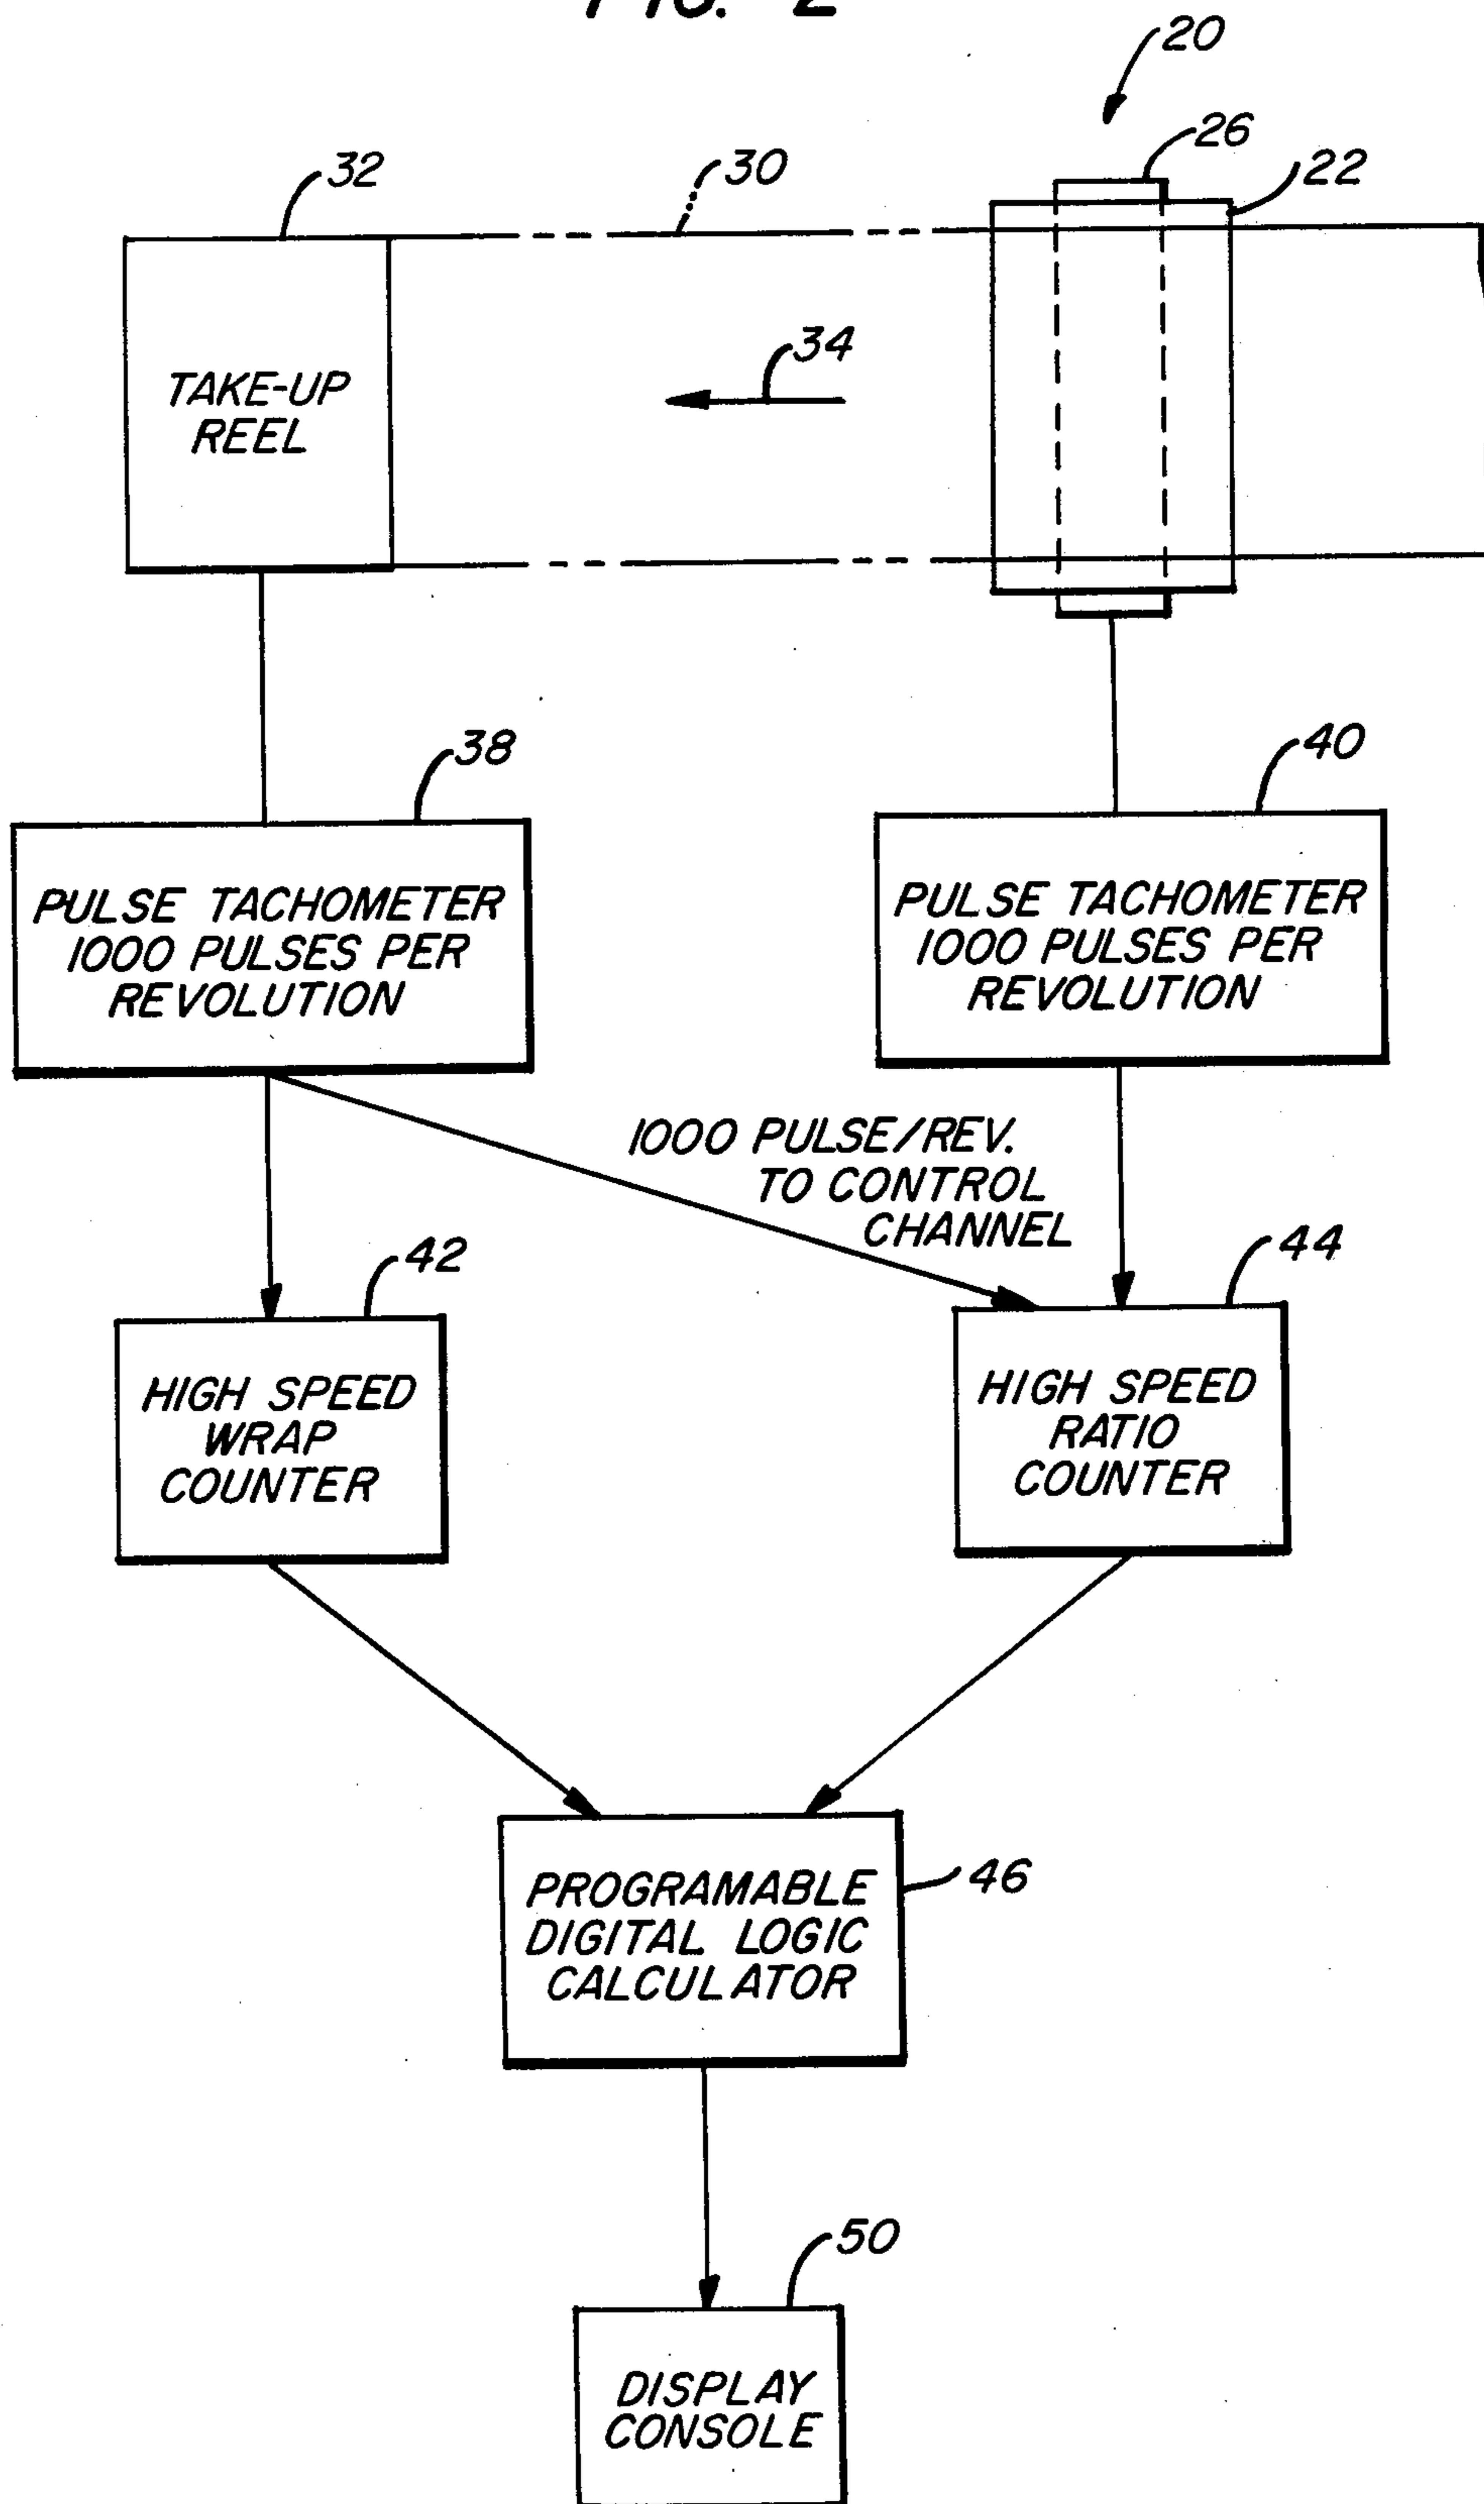 FIG. 2
20
26
22
32
30
34
TAKE-UP
REEL
38
40
PULSE TACHOMETER
1000 PULSES PER
REVOLUTION
PULSE TACHOMETER
1000 PULSES PER
REVOLUTION
1000 PULSE/REV.
TO CONTROL
CHANNEL
42
44
HIGH SPEED
WRAP
COUNTER
HIGH SPEED
RATIO
COUNTER
46
PROGRAMABLE
DIGITAL LOGIC
CALCULATOR
50
DISPLAY
CONSOLE